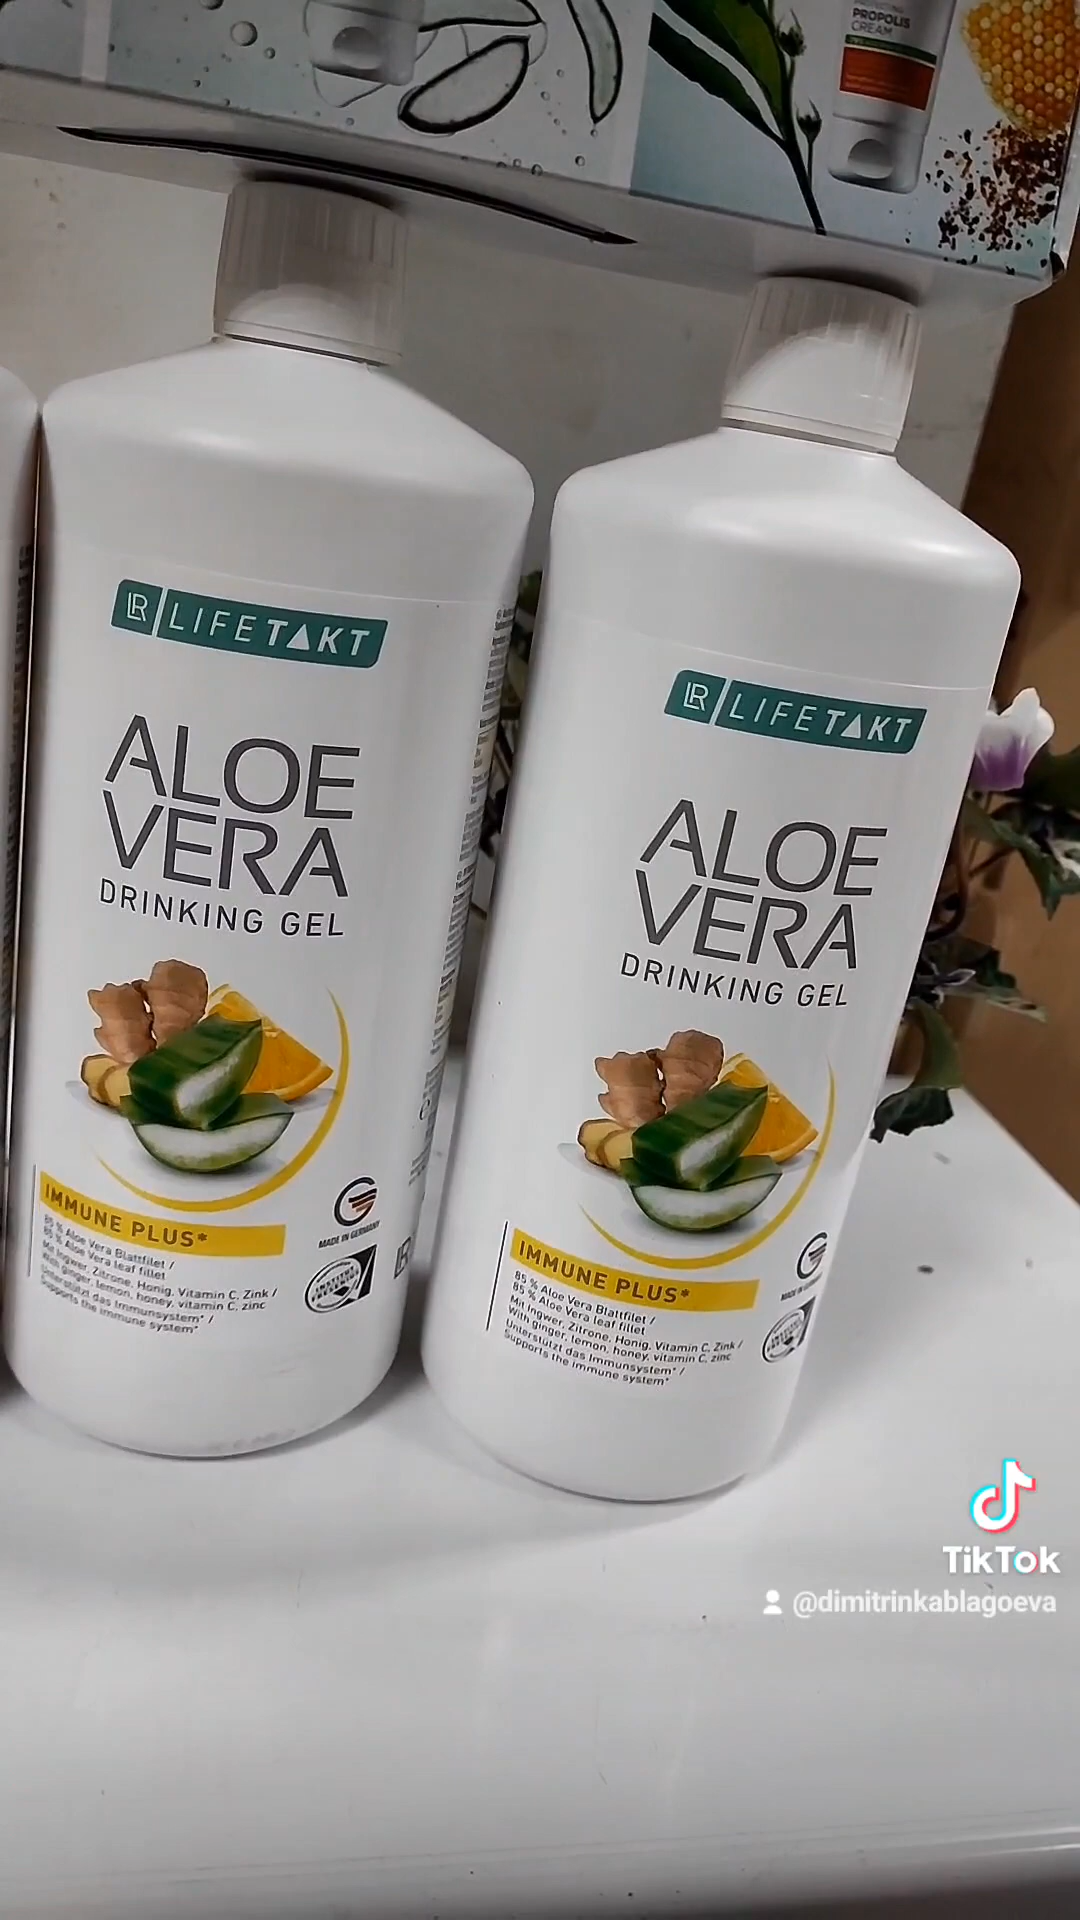 PROPOLIS
CREAM
LR LIFETAKT
ALOE
VERA
DRINKING GEL
IMMUNE PLUS*
85 % Aloe Vera Blattfilet /
85 % Aloe Vera leaf fillet
Mit Ingwer, Zitrone, Honig, Vitamin C, Zink /
With ginger, lemon, honey, vitamin C, zinc
Unterstützt das Immunsystem* /
Supports the immune system*
MADE IN GERMANY
LR
LR LIFETAKT
ALOE
VERA
DRINKING GEL
IMMUNE PLUS*
85 % Aloe Vera Blattfilet /
85 % Aloe Vera leaf fillet
Mit Ingwer, Zitrone, Honig, Vitamin C, Zink /
With ginger, lemon, honey, vitamin C, zinc
Unterstützt das Immunsystem* /
Supports the immune system*
MADE IN
TikTok
@dimitrinkablagoeva